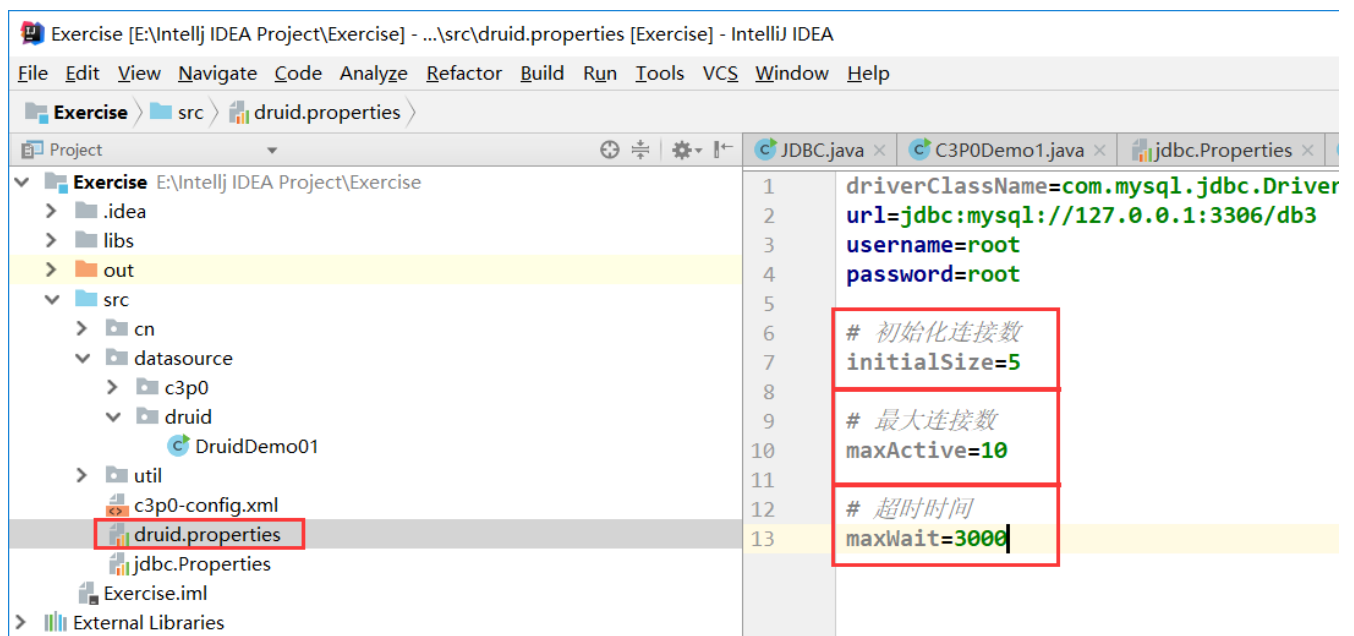 Exercise [E:\Intellj IDEA Project\Exercise] - ...\src\druid.properties [Exercise] - IntelliJ IDEA
File Edit View Navigate Code Analyze Refactor Build Run Tools VCS Window Help
Exercise src druid.properties
Project
JDBC.java C3P0Demo1.java jdbc.Properties
Exercise E:\Intellj IDEA Project\Exercise
.idea
libs
out
src
cn
datasource
c3p0
druid
DruidDemo01
util
c3p0-config.xml
druid.properties
jdbc.Properties
Exercise.iml
External Libraries
1 driverClassName=com.mysql.jdbc.Driver
2 url=jdbc:mysql://127.0.0.1:3306/db3
3 username=root
4 password=root
5
6 # 初始化连接数
7 initialSize=5
8
9 # 最大连接数
10 maxActive=10
11
12 # 超时时间
13 maxWait=3000